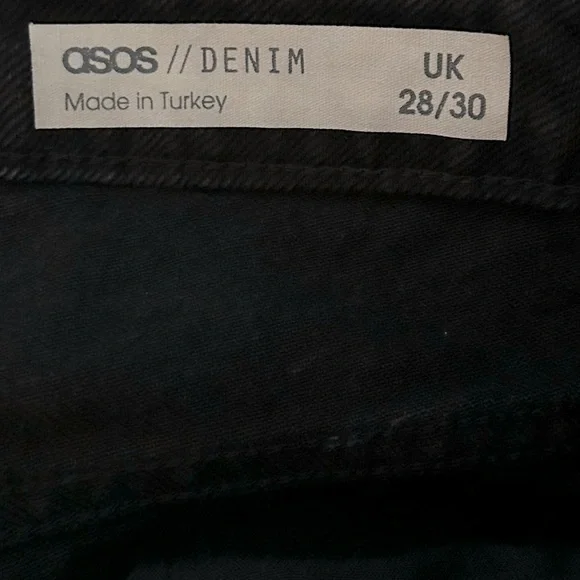 asos // DENIM UK
Made in Turkey 28/30